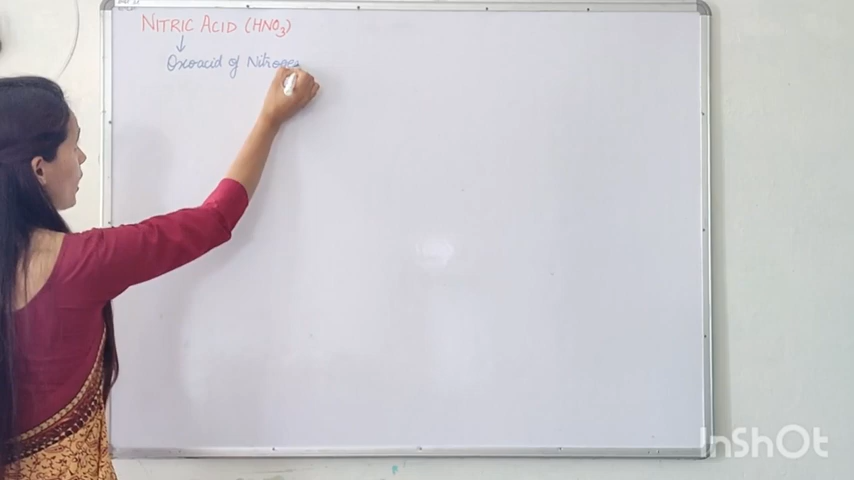 NITRIC ACID (HNO₃)
↓
Oxoacid of Nitrogen
InShOt